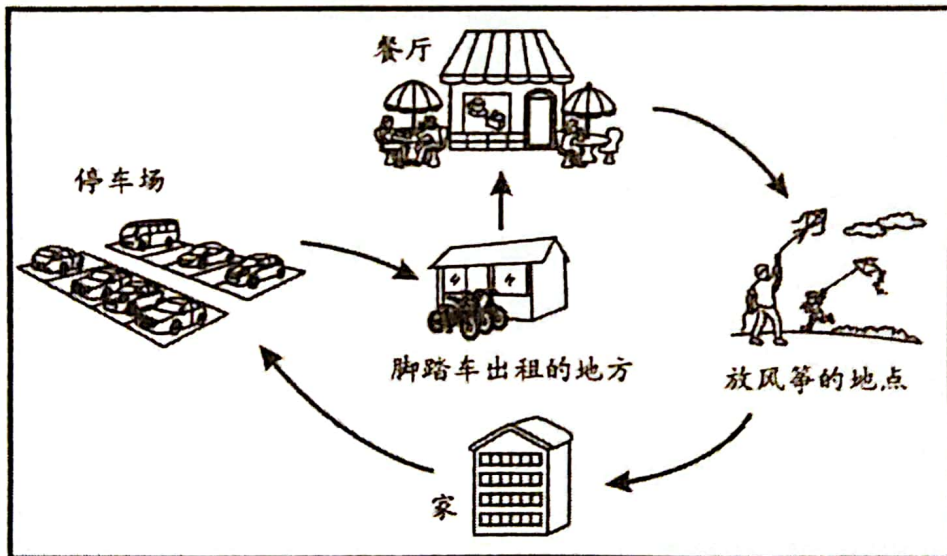 餐厅
停车场
脚踏车出租的地方
放风筝的地点
家